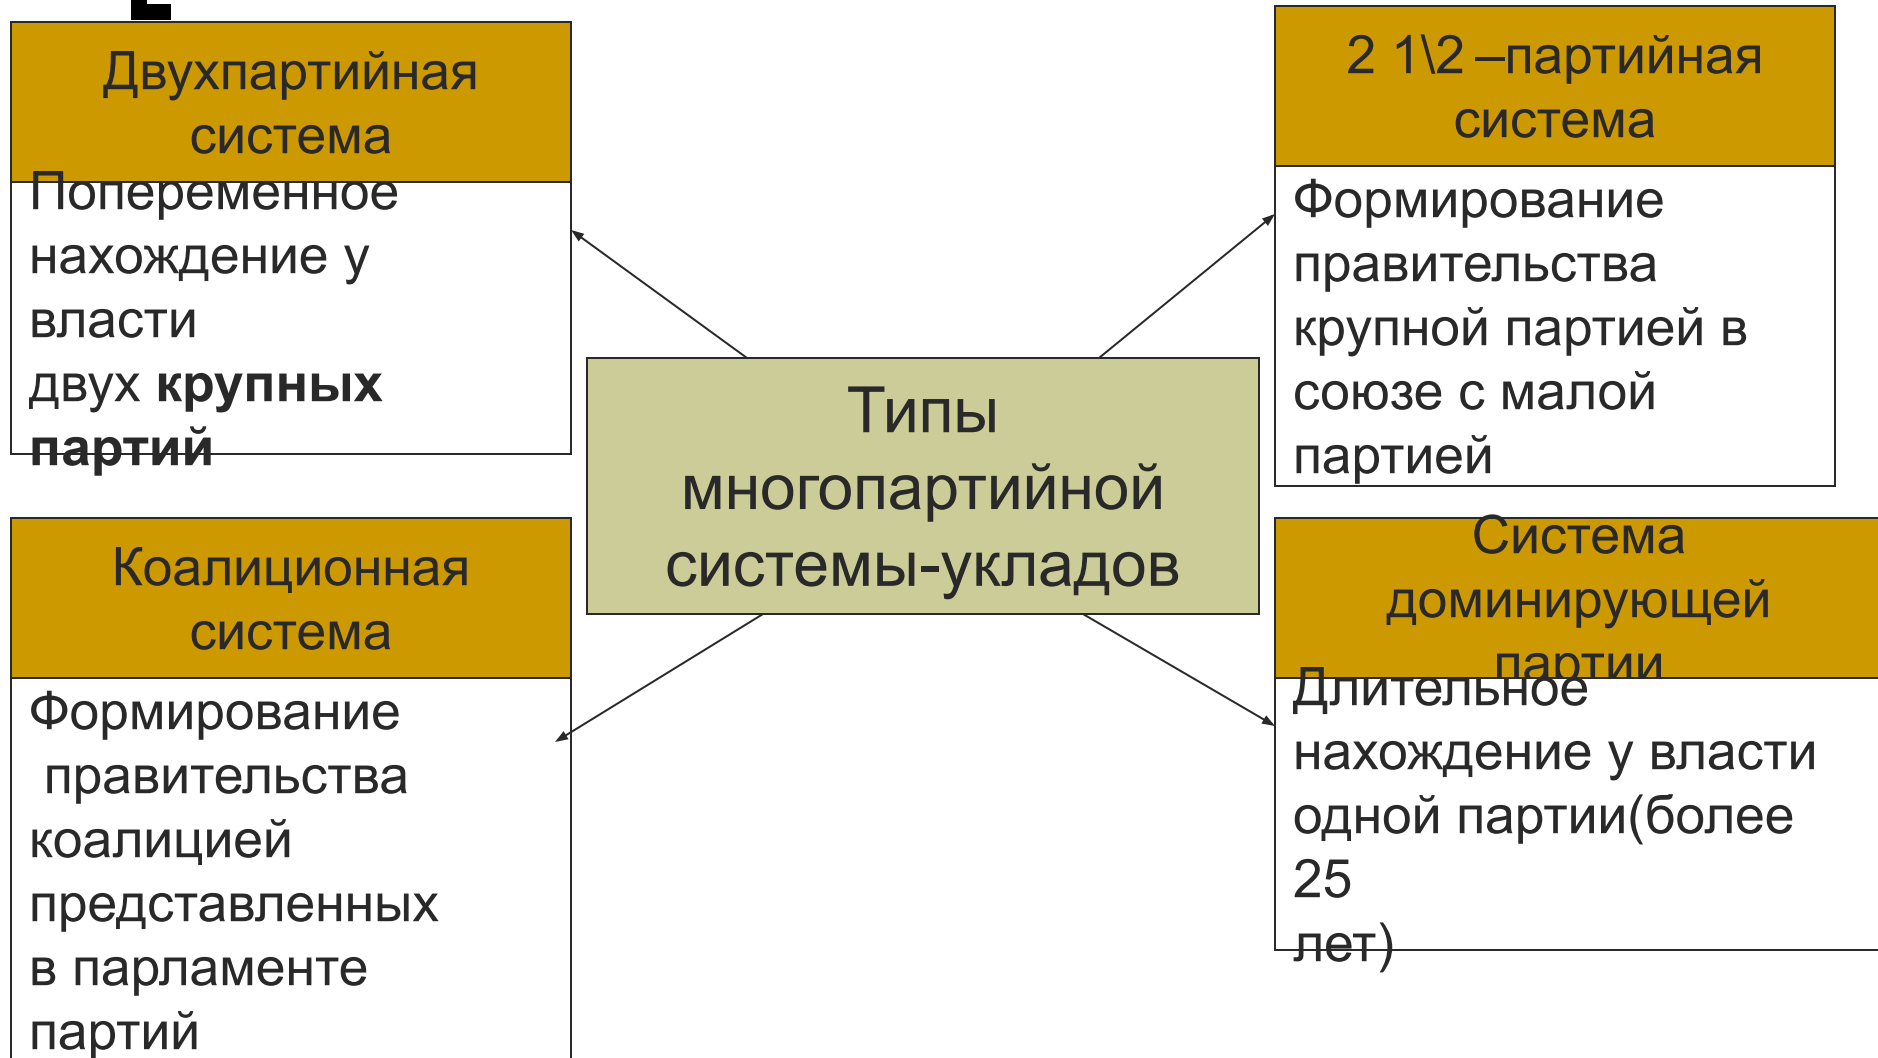 Двухпартийная
система
Попеременное
нахождение у
власти
двух крупных
партий
2 1\2 –партийная
система
Формирование
правительства
крупной партией в
союзе с малой
партией
Типы
многопартийной
системы-укладов
Коалиционная
система
Формирование
правительства
коалицией
представленных
в парламенте
партий
Система
доминирующей
партии
Длительное
нахождение у власти
одной партии(более
25
лет)